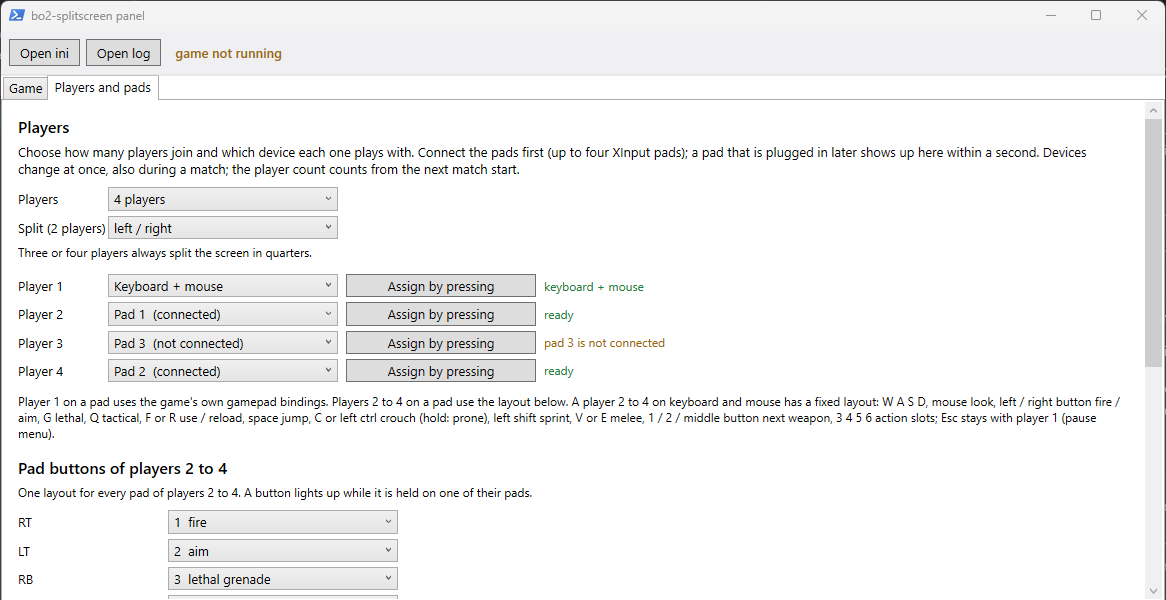 bo2-splitscreen panel
Open ini Open log game not running
Game Players and pads
Players
Choose how many players join and which device each one plays with. Connect the pads first (up to four XInput pads); a pad that is plugged in later shows up here within a second. Devices
change at once, also during a match; the player count counts from the next match start.
Players 4 players
Split (2 players) left / right
Three or four players always split the screen in quarters.
Player 1 Keyboard + mouse Assign by pressing keyboard + mouse
Player 2 Pad 1 (connected) Assign by pressing ready
Player 3 Pad 3 (not connected) Assign by pressing pad 3 is not connected
Player 4 Pad 2 (connected) Assign by pressing ready
Player 1 on a pad uses the game's own gamepad bindings. Players 2 to 4 on a pad use the layout below. A player 2 to 4 on keyboard and mouse has a fixed layout: W A S D, mouse look, left / right button fire /
aim, G lethal, Q tactical, F or R use / reload, space jump, C or left ctrl crouch (hold: prone), left shift sprint, V or E melee, 1 / 2 / middle button next weapon, 3 4 5 6 action slots; Esc stays with player 1 (pause
menu).
Pad buttons of players 2 to 4
One layout for every pad of players 2 to 4. A button lights up while it is held on one of their pads.
RT 1 fire
LT 2 aim
RB 3 lethal grenade